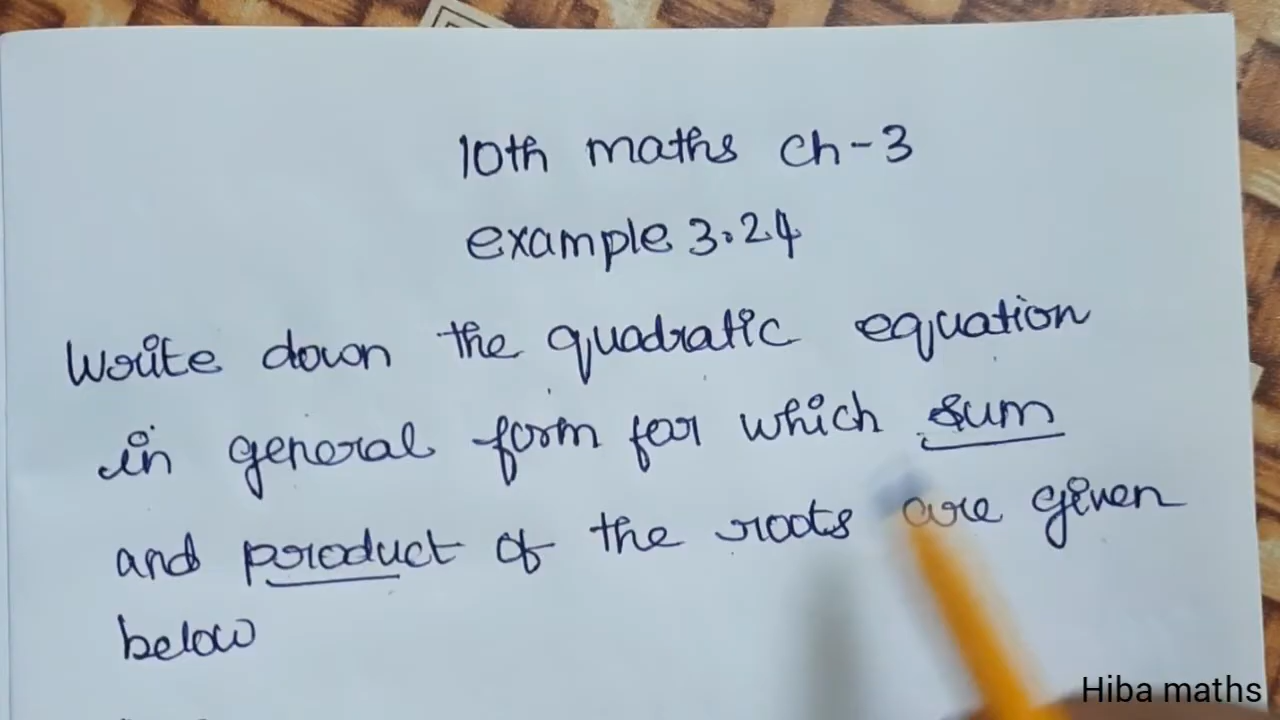 10th maths ch-3
example 3.24
Write down the quadratic equation
in general form for which sum
and product of the roots are given
below
Hiba maths